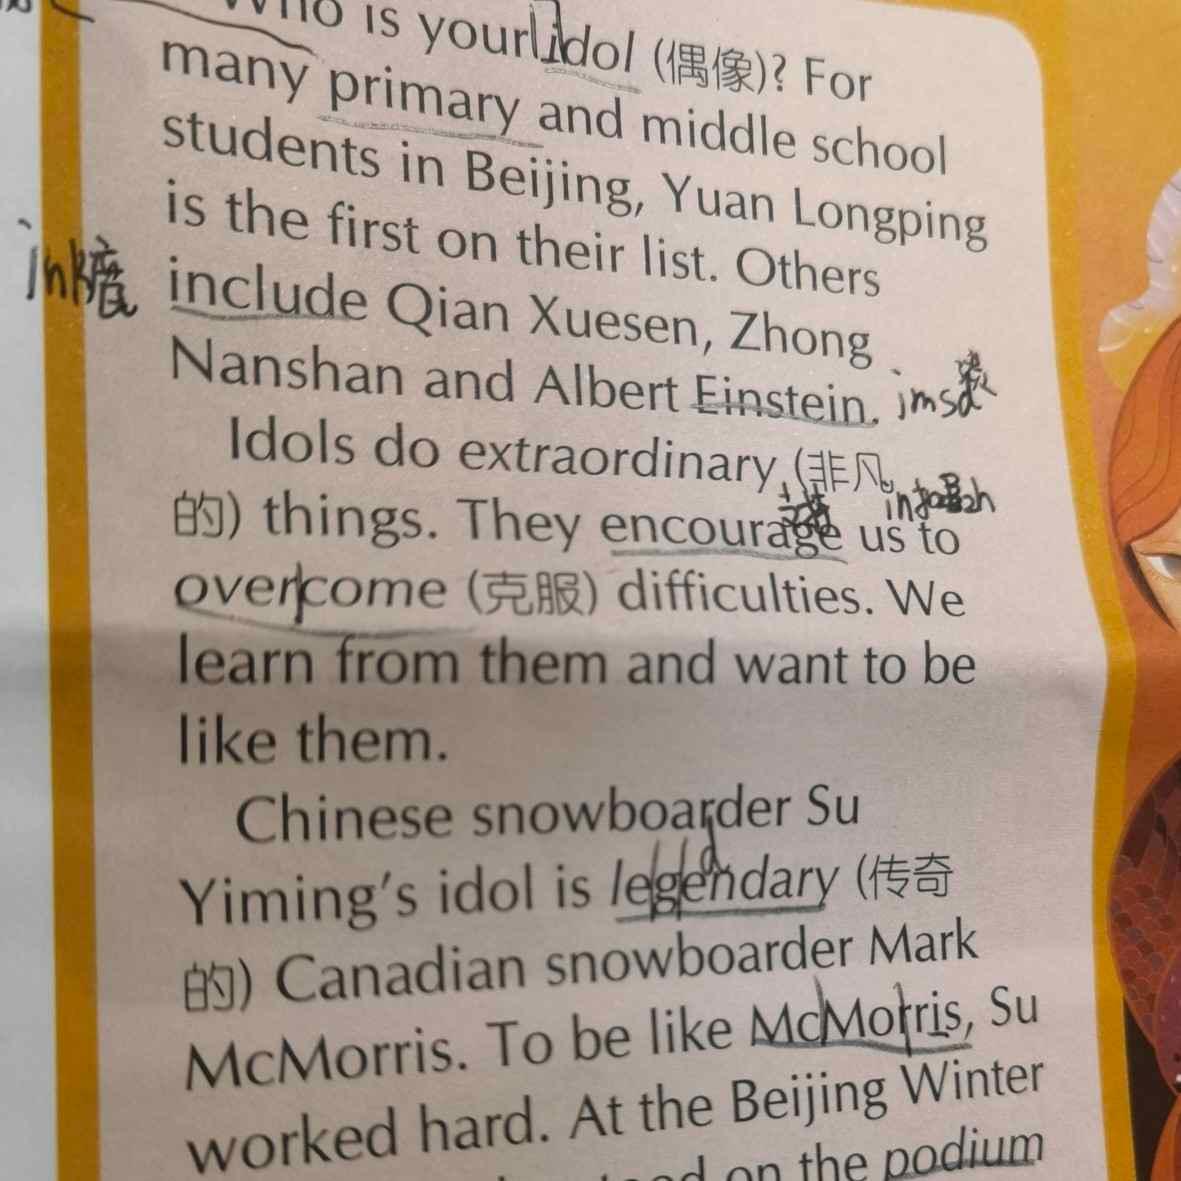 Who is your idol (偶像)? For
many primary and middle school
students in Beijing, Yuan Longping
is the first on their list. Others
include Qian Xuesen, Zhong
Nanshan and Albert Einstein.
Idols do extraordinary (非凡
的) things. They encourage us to
overcome (克服) difficulties. We
learn from them and want to be
like them.
Chinese snowboarder Su
Yiming's idol is legendary (传奇
的) Canadian snowboarder Mark
McMorris. To be like McMorris, Su
worked hard. At the Beijing Winter
on the podium